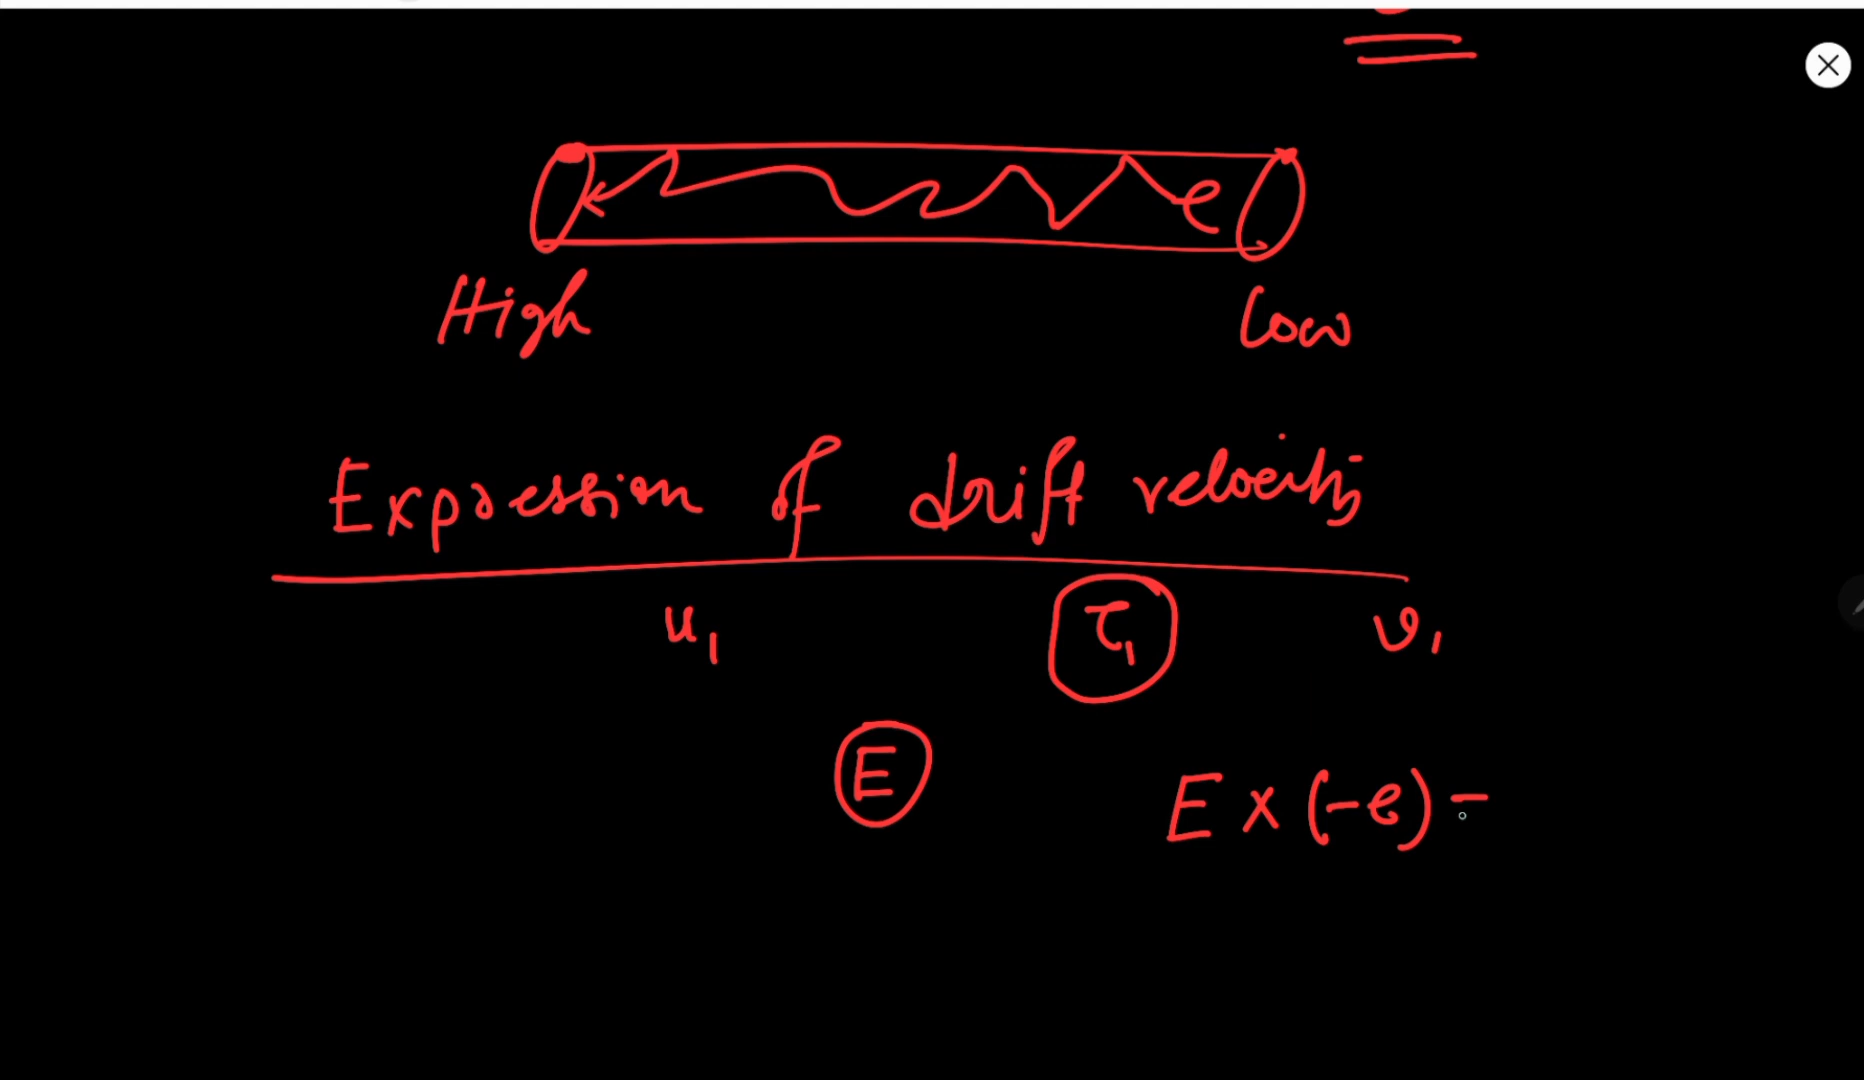 e
High Low
Expression of drift velocity
u₁ τ₁ v₁
E E × (-e) -